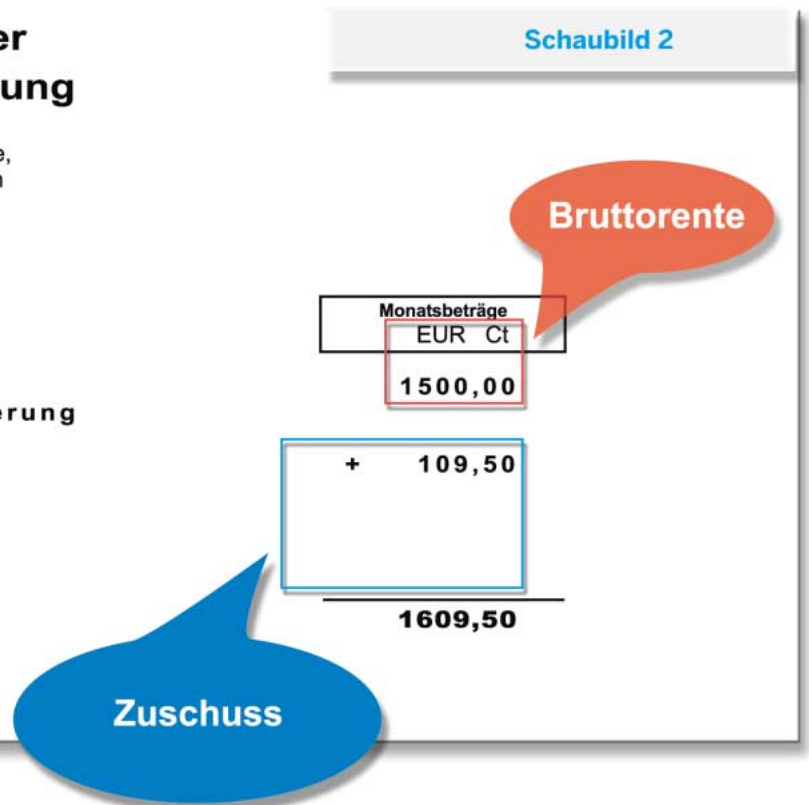 er
Schaubild 2
ung
e,
n
Bruttorente
Monatsbeträge
EUR Ct
1500,00
erung
+ 109,50
1609,50
Zuschuss